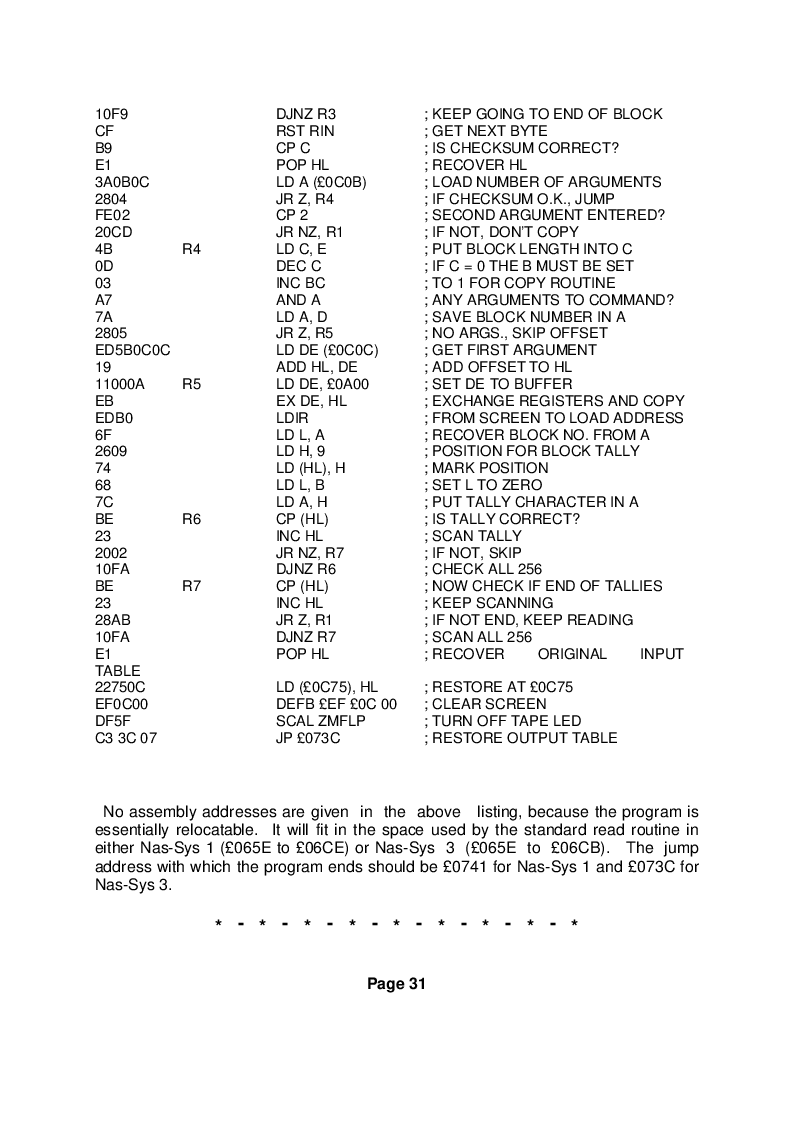 10F9 DJNZ R3 ; KEEP GOING TO END OF BLOCK
CF RST RIN ; GET NEXT BYTE
B9 CP C ; IS CHECKSUM CORRECT?
E1 POP HL ; RECOVER HL
3A0B0C LD A (£0C0B) ; LOAD NUMBER OF ARGUMENTS
2804 JR Z, R4 ; IF CHECKSUM O.K., JUMP
FE02 CP 2 ; SECOND ARGUMENT ENTERED?
20CD JR NZ, R1 ; IF NOT, DON'T COPY
4B R4 LD C, E ; PUT BLOCK LENGTH INTO C
0D DEC C ; IF C = 0 THE B MUST BE SET
03 INC BC ; TO 1 FOR COPY ROUTINE
A7 AND A ; ANY ARGUMENTS TO COMMAND?
7A LD A, D ; SAVE BLOCK NUMBER IN A
2805 JR Z, R5 ; NO ARGS., SKIP OFFSET
ED5B0C0C LD DE (£0C0C) ; GET FIRST ARGUMENT
19 ADD HL, DE ; ADD OFFSET TO HL
11000A R5 LD DE, £0A00 ; SET DE TO BUFFER
EB EX DE, HL ; EXCHANGE REGISTERS AND COPY
EDB0 LDIR ; FROM SCREEN TO LOAD ADDRESS
6F LD L, A ; RECOVER BLOCK NO. FROM A
2609 LD H, 9 ; POSITION FOR BLOCK TALLY
74 LD (HL), H ; MARK POSITION
68 LD L, B ; SET L TO ZERO
7C LD A, H ; PUT TALLY CHARACTER IN A
BE R6 CP (HL) ; IS TALLY CORRECT?
23 INC HL ; SCAN TALLY
2002 JR NZ, R7 ; IF NOT, SKIP
10FA DJNZ R6 ; CHECK ALL 256
BE R7 CP (HL) ; NOW CHECK IF END OF TALLIES
23 INC HL ; KEEP SCANNING
28AB JR Z, R1 ; IF NOT END, KEEP READING
10FA DJNZ R7 ; SCAN ALL 256
E1 POP HL ; RECOVER ORIGINAL INPUT
TABLE
22750C LD (£0C75), HL ; RESTORE AT £0C75
EF0C00 DEFB £EF £0C 00 ; CLEAR SCREEN
DF5F SCAL ZMFLP ; TURN OFF TAPE LED
C3 3C 07 JP £073C ; RESTORE OUTPUT TABLE
No assembly addresses are given in the above listing, because the program is
essentially relocatable. It will fit in the space used by the standard read routine in
either Nas-Sys 1 (£065E to £06CE) or Nas-Sys 3 (£065E to £06CB). The jump
address with which the program ends should be £0741 for Nas-Sys 1 and £073C for
Nas-Sys 3.
* - * - * - * - * - * - * - * - *
Page 31